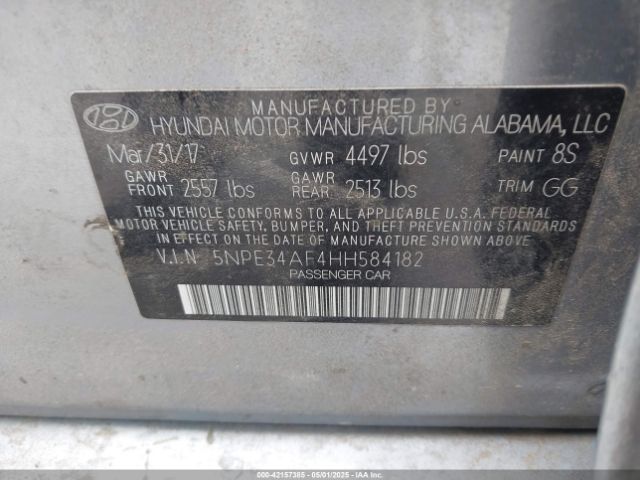 MANUFACTURED BY
HYUNDAI MOTOR MANUFACTURING ALABAMA, LLC
Mar/31/17 GVWR 4497 lbs PAINT 8S
GAWR FRONT 2557 lbs GAWR REAR 2513 lbs TRIM GG
THIS VEHICLE CONFORMS TO ALL APPLICABLE U.S.A. FEDERAL
MOTOR VEHICLE SAFETY, BUMPER, AND THEFT PREVENTION STANDARDS
IN EFFECT ON THE DATE OF MANUFACTURE SHOWN ABOVE.
V.I.N 5NPE34AF4HH584182
PASSENGER CAR
000-42157385 - 05/01/2025 - IAAI.COM